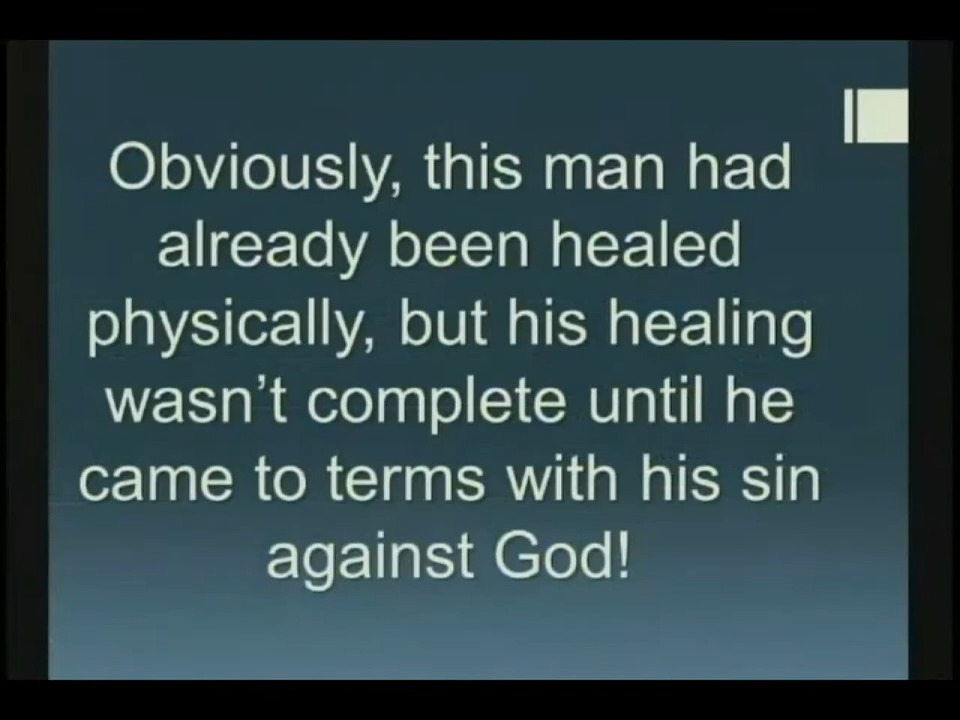 Obviously, this man had
already been healed
physically, but his healing
wasn’t complete until he
came to terms with his sin
against God!